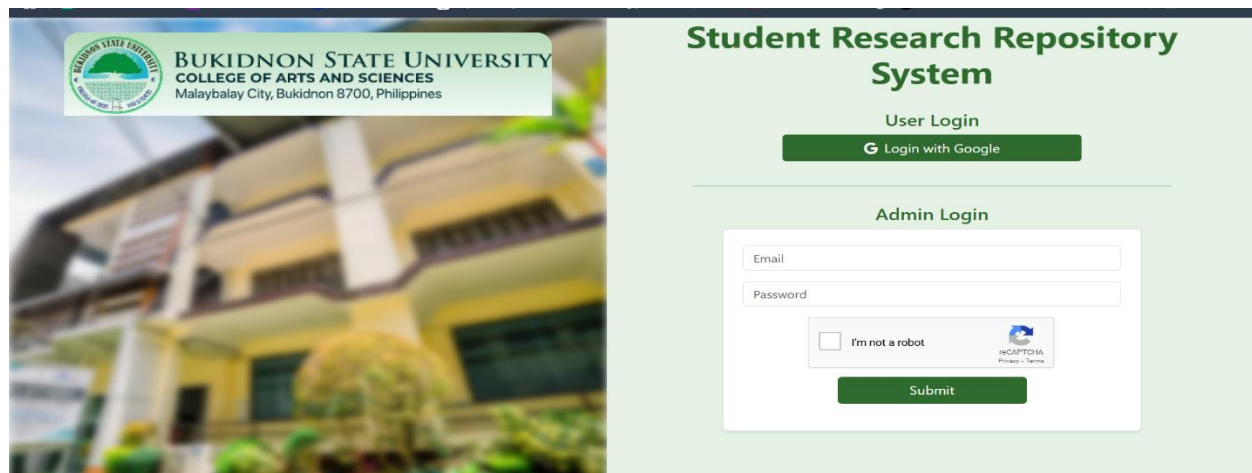 BUKIDNON STATE UNIVERSITY
COLLEGE OF ARTS AND SCIENCES
Malaybalay City, Bukidnon 8700, Philippines
Student Research Repository
System
User Login
G Login with Google
Admin Login
Email
Password
I'm not a robot
reCAPTCHA
Privacy - Terms
Submit